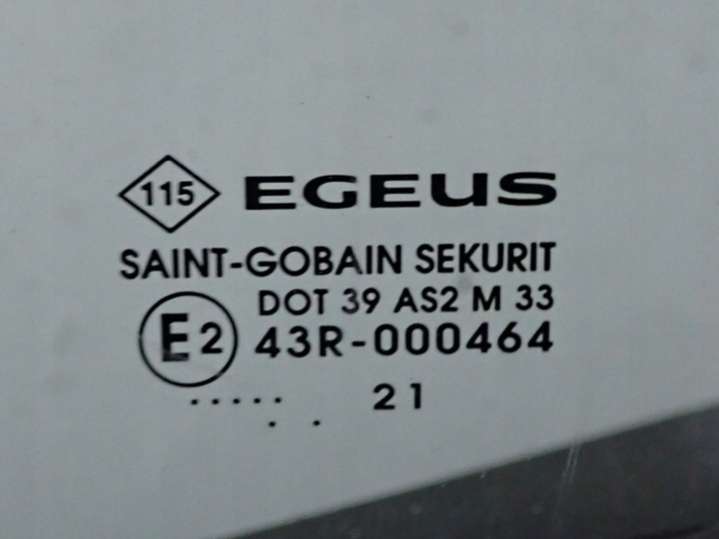 115 EGEUS
SAINT-GOBAIN SEKURIT
DOT 39 AS2 M 33
E2 43R-000464
..... 21
. .